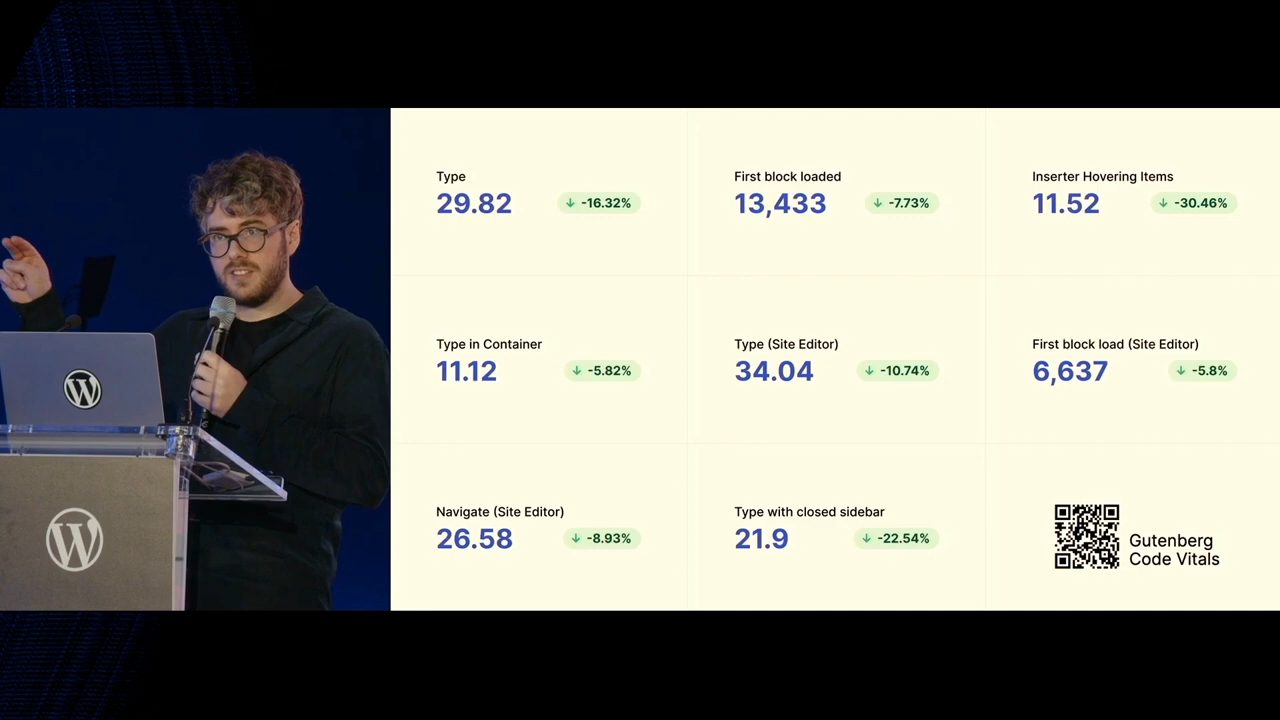 Type
29.82
-16.32%
First block loaded
13,433
-7.73%
Inserter Hovering Items
11.52
-30.46%
Type in Container
11.12
-5.82%
Type (Site Editor)
34.04
-10.74%
First block load (Site Editor)
6,637
-5.8%
Navigate (Site Editor)
26.58
-8.93%
Type with closed sidebar
21.9
-22.54%
Gutenberg
Code Vitals